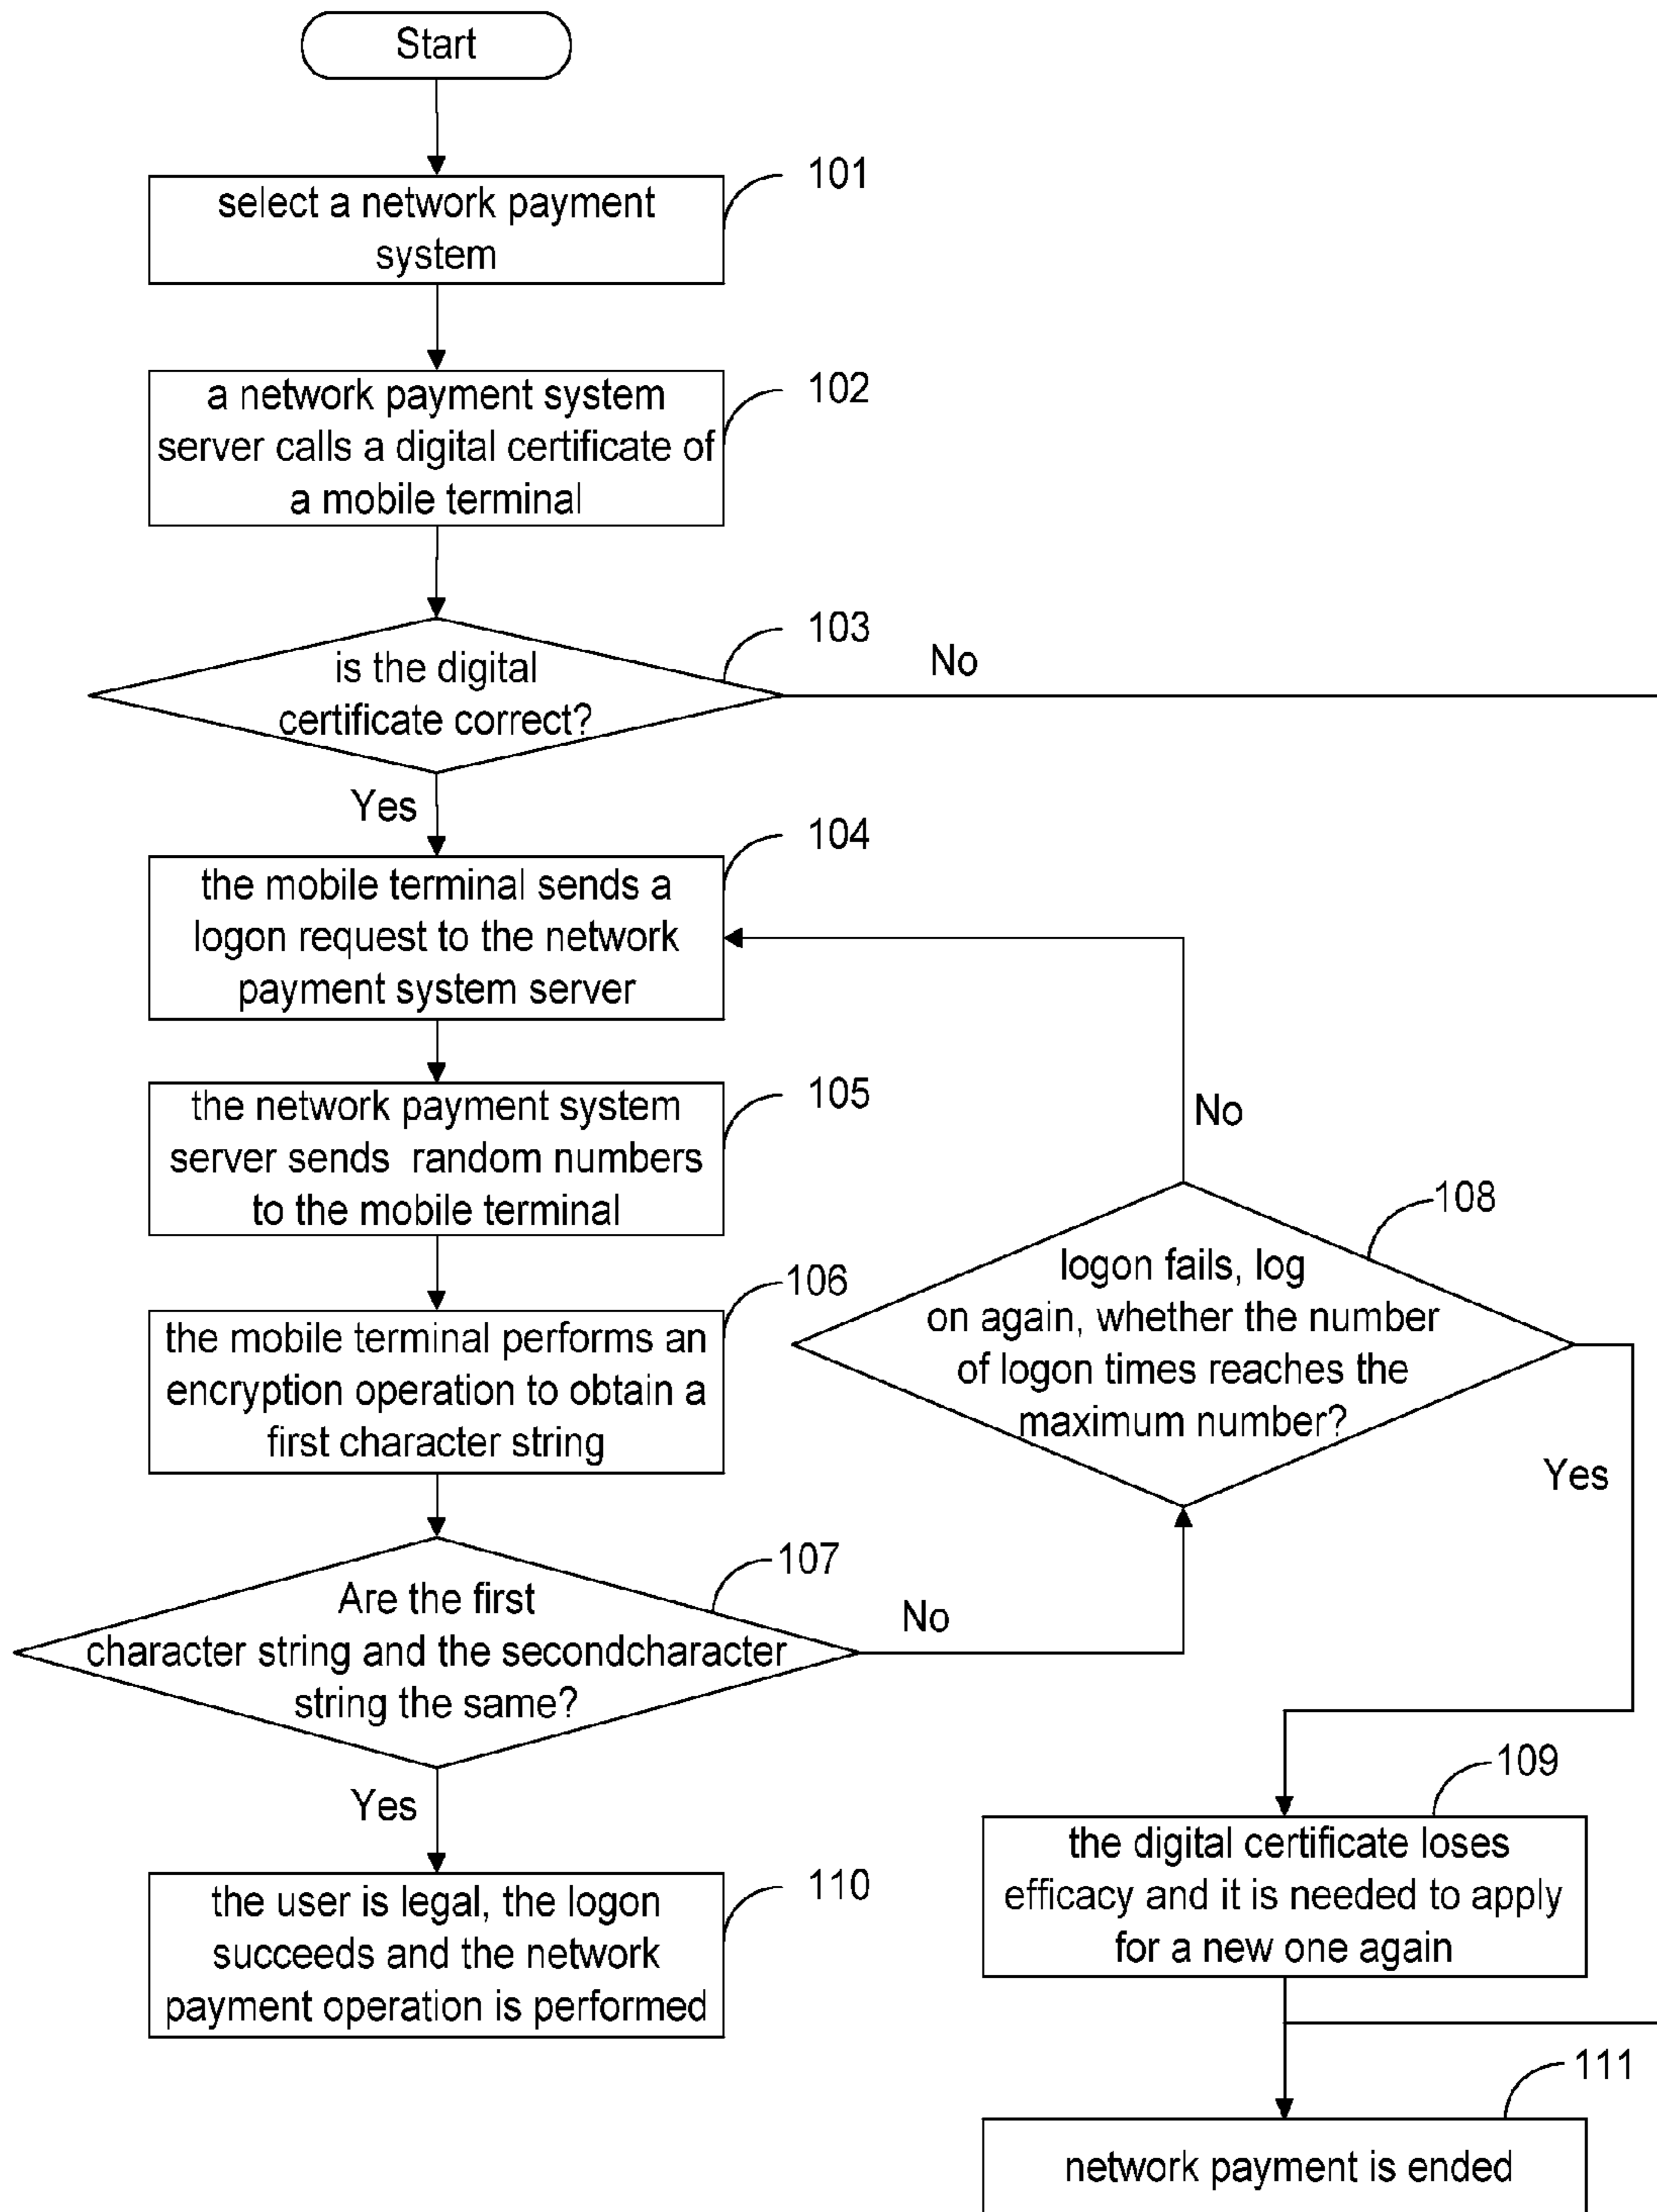 Start
101
select a network payment
system
102
a network payment system
server calls a digital certificate of
a mobile terminal
103
is the digital
certificate correct?
No
Yes
104
the mobile terminal sends a
logon request to the network
payment system server
105
the network payment system
server sends random numbers
to the mobile terminal
No
108
logon fails, log
on again, whether the number
of logon times reaches the
maximum number?
Yes
106
the mobile terminal performs an
encryption operation to obtain a
first character string
107
Are the first
character string and the secondcharacter
string the same?
No
Yes
109
the digital certificate loses
efficacy and it is needed to apply
for a new one again
110
the user is legal, the logon
succeeds and the network
payment operation is performed
111
network payment is ended